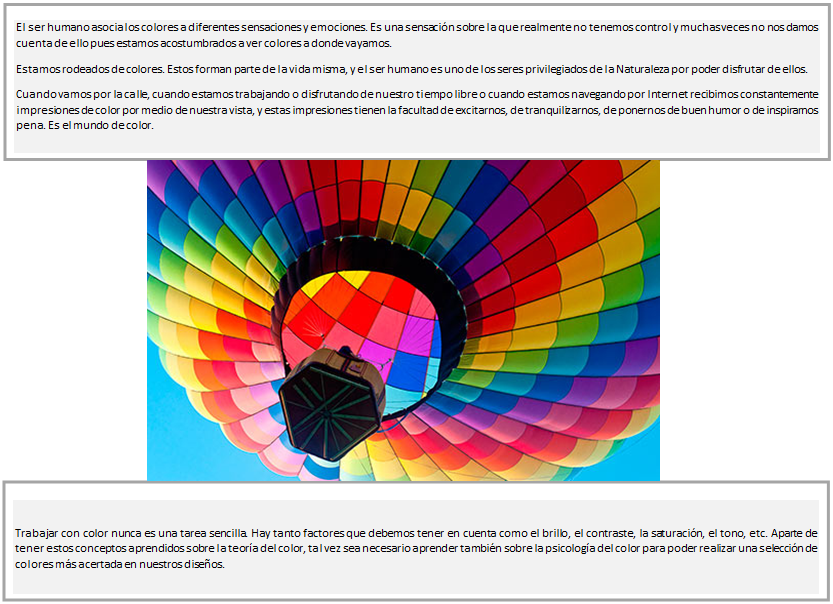 El ser humano asocia los colores a diferentes sensaciones y emociones. Es una sensación sobre la que realmente no tenemos control y muchas veces no nos damos
cuenta de ello pues estamos acostumbrados a ver colores a donde vayamos.
Estamos rodeados de colores. Estos forman parte de la vida misma, y el ser humano es uno de los seres privilegiados de la Naturaleza por poder disfrutar de ellos.
Cuando vamos por la calle, cuando estamos trabajando o disfrutando de nuestro tiempo libre o cuando estamos navegando por Internet recibimos constantemente
impresiones de color por medio de nuestra vista, y estas impresiones tienen la facultad de excitarnos, de tranquilizarnos, de ponernos de buen humor o de inspirarnos
pena. Es el mundo de color.
Trabajar con color nunca es una tarea sencilla. Hay tanto factores que debemos tener en cuenta como el brillo, el contraste, la saturación, el tono, etc. Aparte de
tener estos conceptos aprendidos sobre la teoría del color, tal vez sea necesario aprender también sobre la psicología del color para poder realizar una selección de
colores más acertada en nuestros diseños.